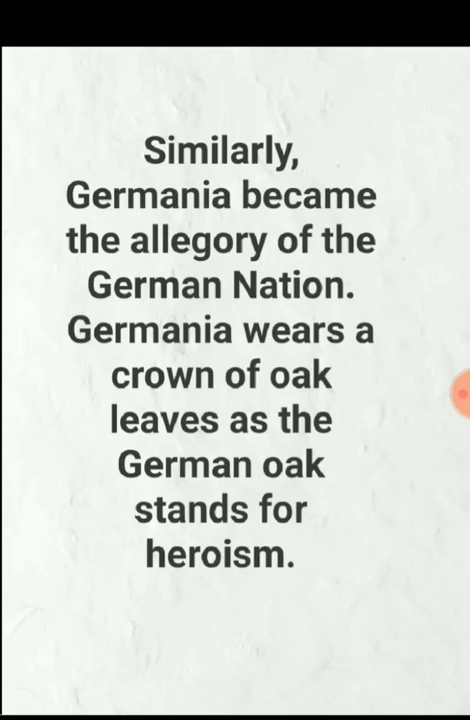 Similarly,
Germania became
the allegory of the
German Nation.
Germania wears a
crown of oak
leaves as the
German oak
stands for
heroism.